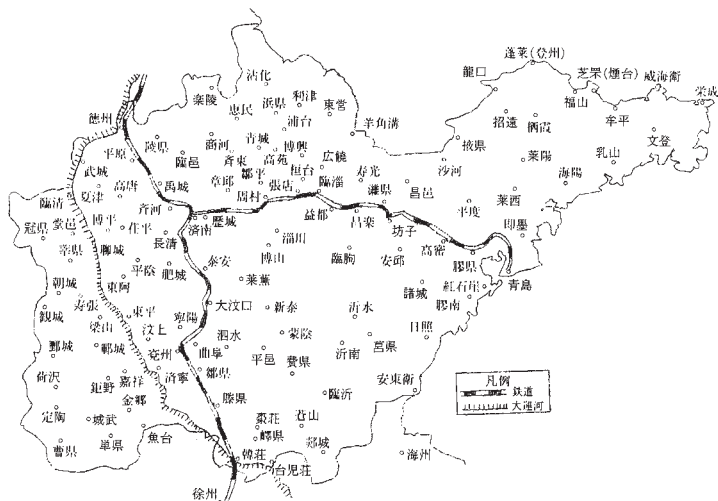 蓬莱(登州)
龍口
芝罘(煙台)
威海衛
栄成
沾化
楽陵
利津
浜県
東営
惠民
福山
招遠
栖霞
牟平
文登
德州
蒲台
羊角溝
陵県
商河
青城
掖県
平原
臨邑
斉東
高苑
博興
広饒
沙河
萊陽
乳山
武城
鄒平
桓台
寿光
海陽
高唐
禹城
章邱
張店
臨淄
濰県
昌邑
臨清
夏津
周村
萊西
冠県
堂邑
博平
斉河
済南
歴城
益都
昌楽
平度
即墨
茌平
淄川
坊子
莘県
聊城
長清
博山
臨朐
安邱
高密
膠県
平陰
肥城
泰安
青島
朝城
東阿
萊蕪
諸城
紅石崖
寿張
大汶口
新泰
沂水
膠南
観城
東平
寧陽
日照
梁山
汶上
泗水
蒙陰
莒県
鄄城
鄆城
兗州
曲阜
平邑
沂南
費県
荷沢
嘉祥
済寧
鄒県
安東衛
鉅野
臨沂
凡例
鉄道
大運河
定陶
金郷
滕県
城武
棗荘
蒼山
曹県
単県
魚台
嶧県
郯城
海州
韓荘
台児荘
徐州